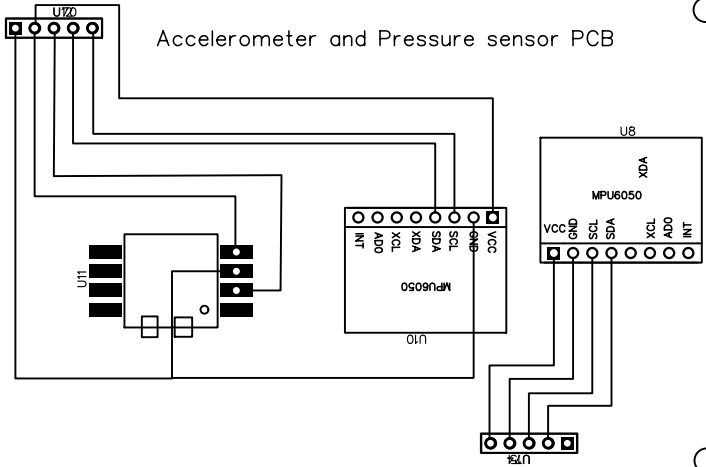 Accelerometer and Pressure sensor PCB
U8
XDA
MPU6050
VCC
GND
SCL
SDA
XCL
AD0
INT
INT
AD0
XCL
XDA
SDA
SCL
GND
VCC
MPU6050
U10
U11